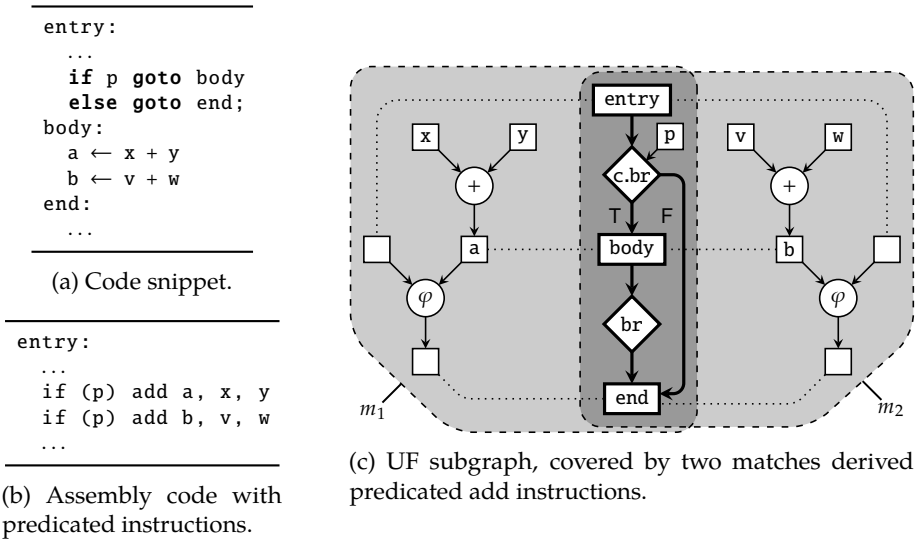 entry:
...
if p goto body
else goto end;
body:
a ← x + y
b ← v + w
end:
...
(a) Code snippet.
entry:
...
if (p) add a, x, y
if (p) add b, v, w
...
(b) Assembly code with
predicated instructions.
entry
x
y
p
v
w
+
c.br
+
T
F
a
body
b
φ
br
φ
end
m1
m2
(c) UF subgraph, covered by two matches derived
predicated add instructions.